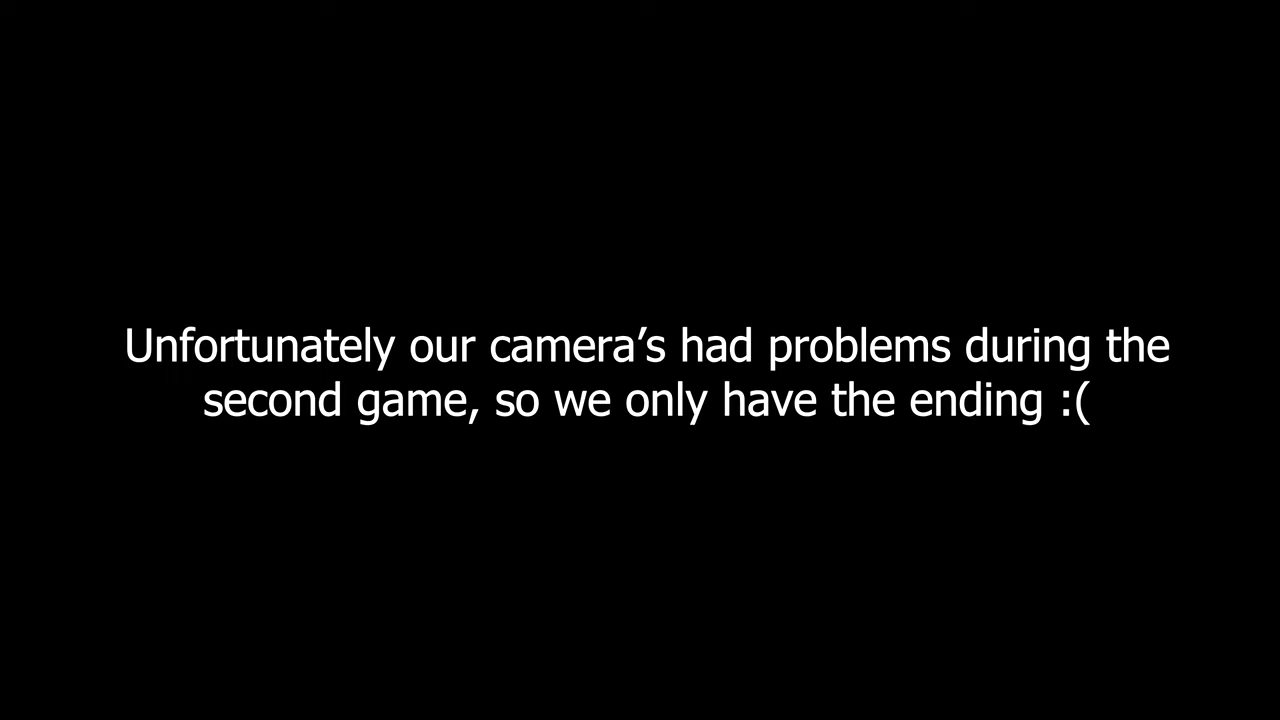 Unfortunately our camera’s had problems during the
second game, so we only have the ending :(